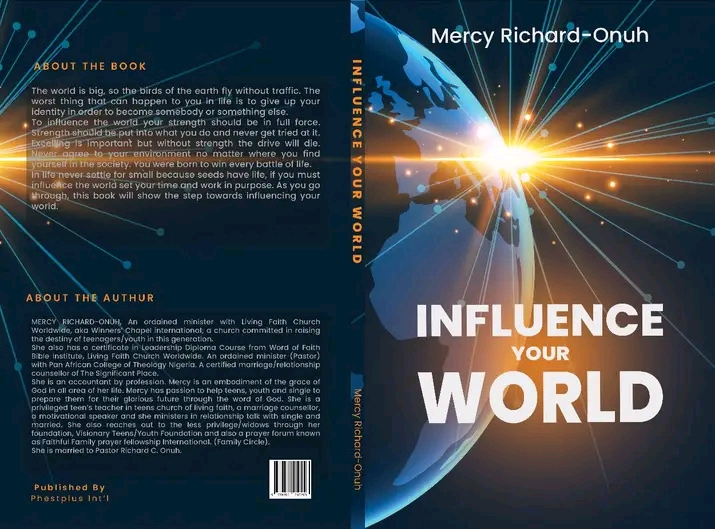 ABOUT THE BOOK
The world is big, so the birds of the earth fly without traffic. The
worst thing that can happen to you in life is to give up your
identity in order to become somebody or something else.
To influence the world your strength should be in full force.
Strength should be put into what you do and never get tried at it.
Excelling is important but without strength the drive will die.
Never agree to your environment no matter where you find
yourself in the society. You were born to win every battle of life.
In life never settle for small because seeds have life, if you must
influence the world set your time and work in purpose. As you go
through, this book will show the step towards influencing your
world.
ABOUT THE AUTHUR
MERCY RICHARD-ONUH, An ordained minister with Living Faith Church
Worldwide, aka Winners' Chapel international, a church committed in raising
the destiny of teenagers/youth in this generation.
She also has a certificate in Leadership Diploma Course from Word of Faith
Bible Institute, Living Faith Church Worldwide. An ordained minister (Pastor)
with Pan African College of Theology Nigeria. A certified marriage/relationship
counsellor of The Significant Place.
She is an accountant by profession. Mercy is an embodiment of the grace of
God in all area of her life. Mercy has passion to help teens, youth and single to
prepare them for their glorious future through the word of God. She is a
privileged teen's teacher in teens church of living faith, a marriage counsellor,
a motivational speaker and she ministers in relationship talk with single and
married. She also reaches out to the less privilege/widows through her
foundation, Visionary Teens/Youth Foundation and also a prayer forum known
as Faithful Family prayer fellowship International. (Family Circle).
She is married to Pastor Richard C. Onuh.
Published By
Phestplus Int'l
INFLUENCE YOUR WORLD
Mercy Richard-Onuh
Mercy Richard-Onuh
INFLUENCE
YOUR
WORLD